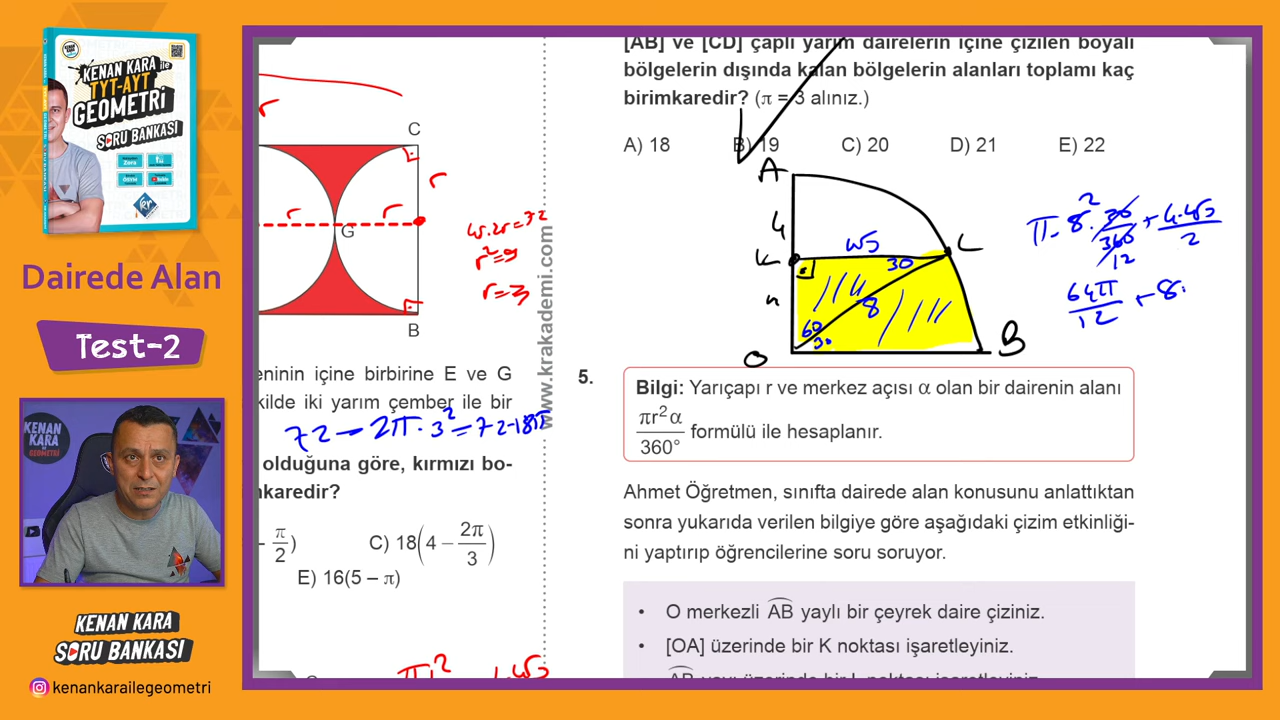 KENAN KARA ile
TYT-AYT
GEOMETRİ
SORU BANKASI
kr
Dairede Alan
Test-2
KENAN KARA
SORU BANKASI
kenankarailegeometri
r
C
r
r
r
G
B
4r.2r=72
r²=9
r=3
eninin içine birbirine E ve G
kilde iki yarım çember ile bir
72-2π.3²=72-18π
olduğuna göre, kırmızı bo-
nkaredir?
– π/2)
C) 18(4 – 2π/3)
E) 16(5 – π)
www.krakademi.com
[AB] ve [CD] çaplı yarım dairelerin içine çizilen boyalı
bölgelerin dışında kalan bölgelerin alanları toplamı kaç
birimkaredir? (π = 3 alınız.)
A) 18 B) 19 C) 20 D) 21 E) 22
A
4
K
4√3
L
30
8
60
30
O
B
π.8².30/360 + 4.4√3/2
12
64π/12 + 8
5.
Bilgi: Yarıçapı r ve merkez açısı α olan bir dairenin alanı
πr²α/360° formülü ile hesaplanır.
Ahmet Öğretmen, sınıfta dairede alan konusunu anlattıktan
sonra yukarıda verilen bilgiye göre aşağıdaki çizim etkinliği-
ni yaptırıp öğrencilerine soru soruyor.
• O merkezli AB yaylı bir çeyrek daire çiziniz.
• [OA] üzerinde bir K noktası işaretleyiniz.